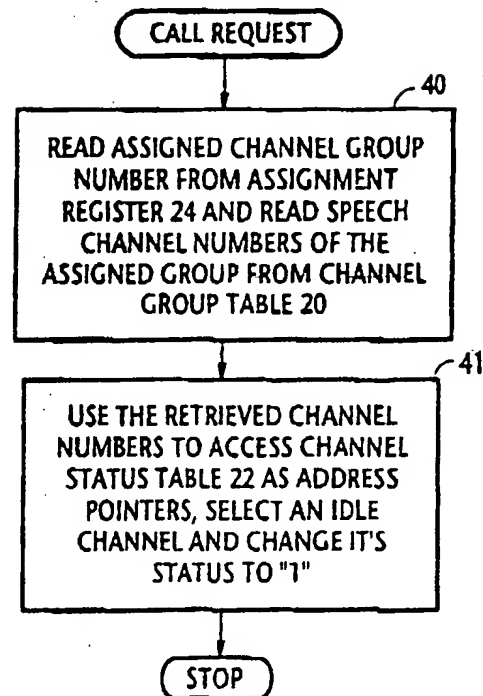 CALL REQUEST
40
READ ASSIGNED CHANNEL GROUP
NUMBER FROM ASSIGNMENT
REGISTER 24 AND READ SPEECH
CHANNEL NUMBERS OF THE
ASSIGNED GROUP FROM CHANNEL
GROUP TABLE 20
41
USE THE RETRIEVED CHANNEL
NUMBERS TO ACCESS CHANNEL
STATUS TABLE 22 AS ADDRESS
POINTERS, SELECT AN IDLE
CHANNEL AND CHANGE IT'S
STATUS TO "1"
STOP